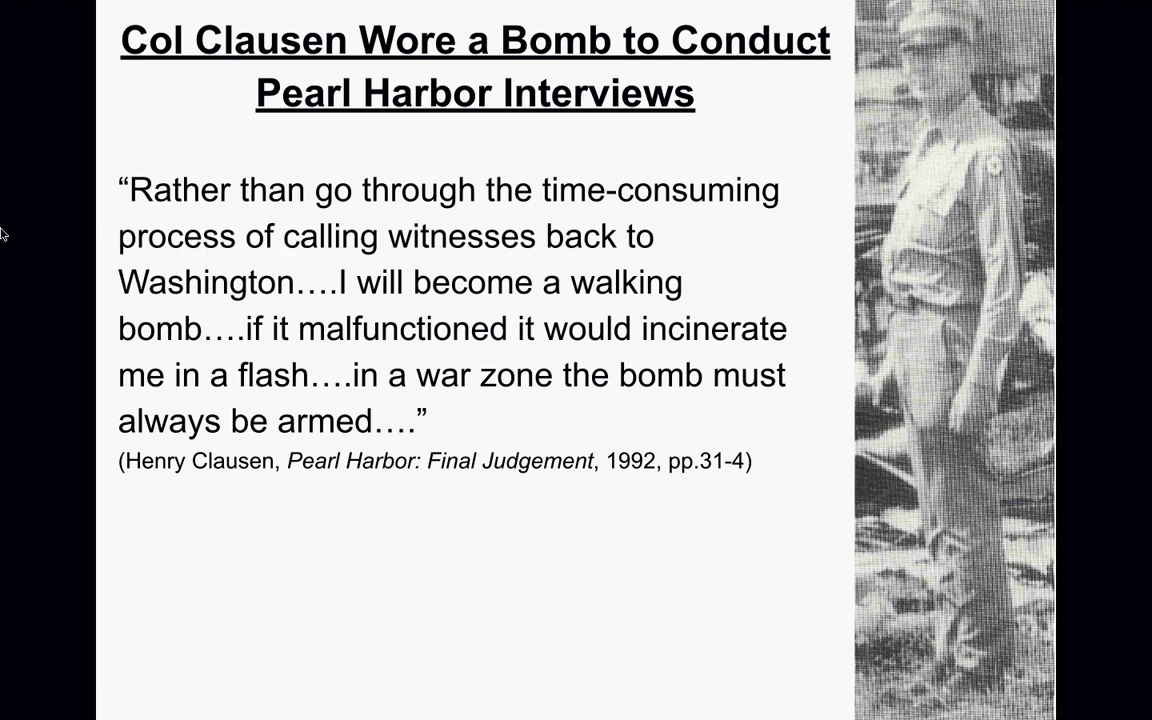 Col Clausen Wore a Bomb to Conduct
Pearl Harbor Interviews
“Rather than go through the time-consuming
process of calling witnesses back to
Washington….I will become a walking
bomb….if it malfunctioned it would incinerate
me in a flash….in a war zone the bomb must
always be armed….”
(Henry Clausen, Pearl Harbor: Final Judgement, 1992, pp.31-4)